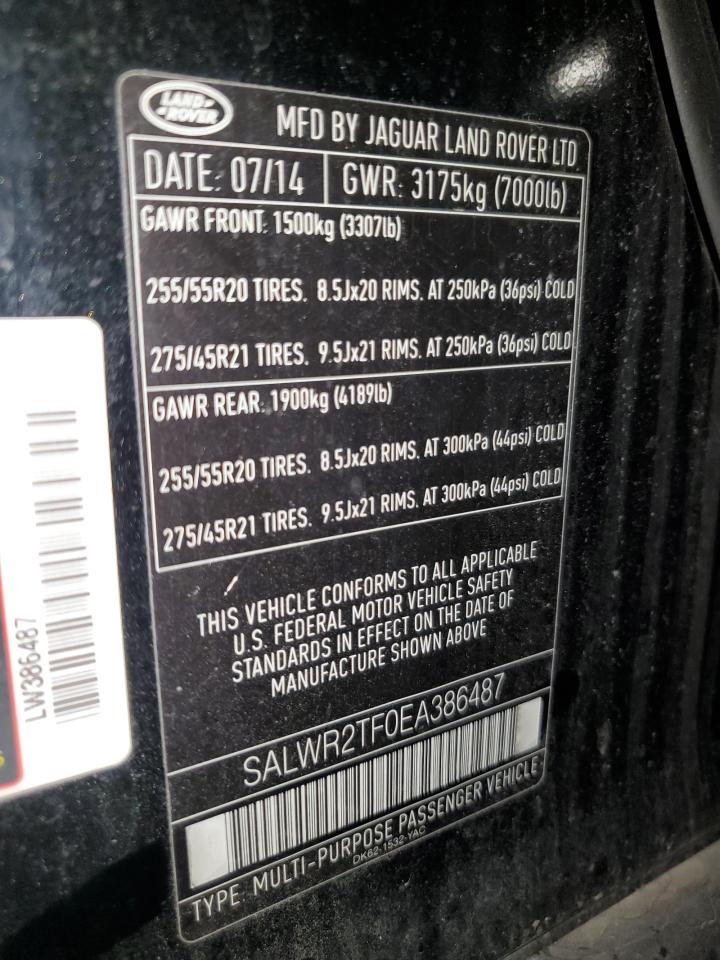 LAND ROVER
MFD BY JAGUAR LAND ROVER LTD
DATE: 07/14 GWR: 3175kg (7000lb)
GAWR FRONT: 1500kg (3307lb)
255/55R20 TIRES. 8.5Jx20 RIMS. AT 250kPa (36psi) COLD
275/45R21 TIRES. 9.5Jx21 RIMS. AT 250kPa (36psi) COLD
GAWR REAR: 1900kg (4189lb)
255/55R20 TIRES. 8.5Jx20 RIMS. AT 300kPa (44psi) COLD
275/45R21 TIRES. 9.5Jx21 RIMS. AT 300kPa (44psi) COLD
THIS VEHICLE CONFORMS TO ALL APPLICABLE
U.S. FEDERAL MOTOR VEHICLE SAFETY
STANDARDS IN EFFECT ON THE DATE OF
MANUFACTURE SHOWN ABOVE
SALWR2TF0EA386487
TYPE: MULTI-PURPOSE PASSENGER VEHICLE
DK62-1532-YAC
LW386487